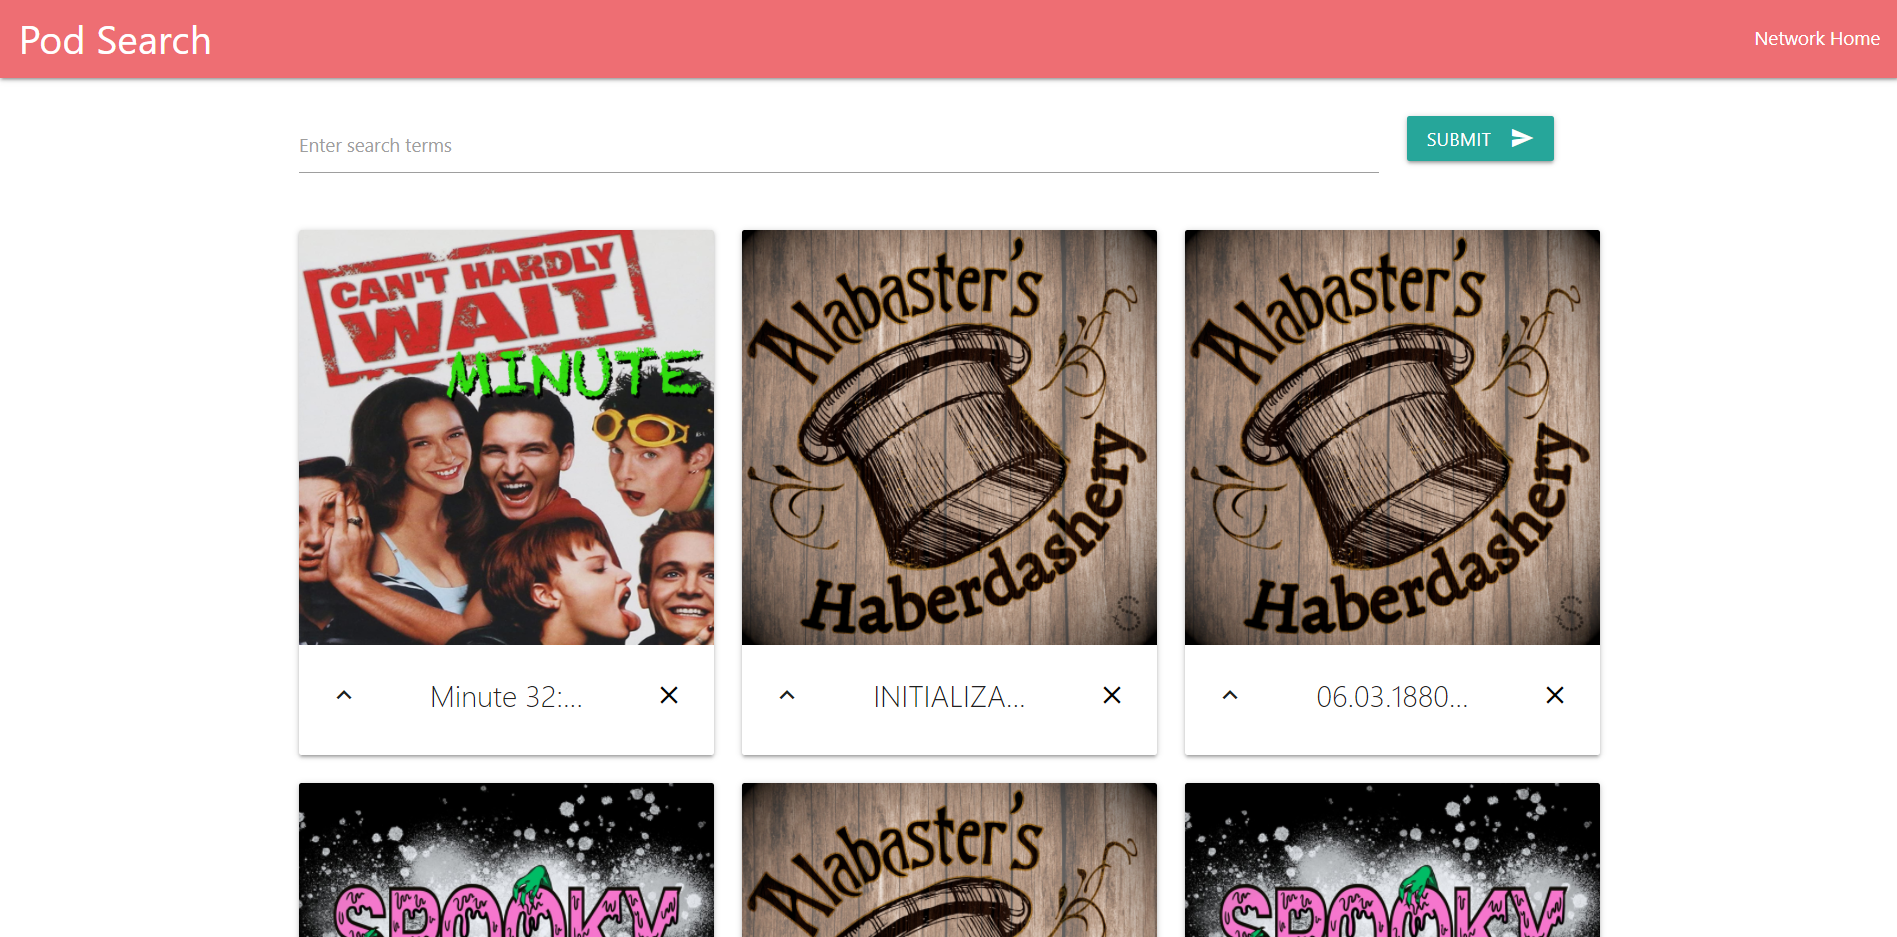 Pod Search
Network Home
Enter search terms
SUBMIT
CAN'T HARDLY
WAIT
MINUTE
Alabaster's
Haberdashery
S
Alabaster's
Haberdashery
S
Minute 32:...
INITIALIZA...
06.03.1880...
SPOOKY
Alabaster's
SPOOKY